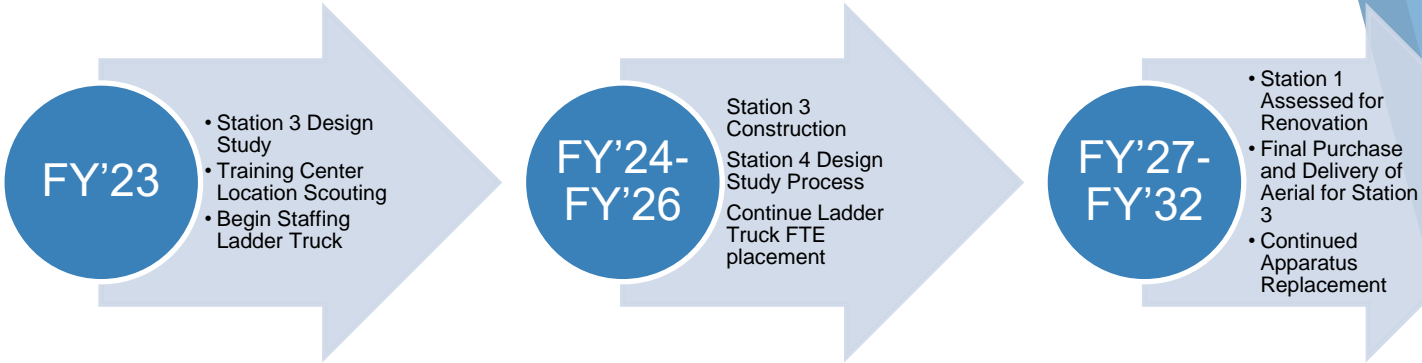 FY'23
• Station 3 Design
Study
• Training Center
Location Scouting
• Begin Staffing
Ladder Truck
FY'24-
FY'26
Station 3
Construction
Station 4 Design
Study Process
Continue Ladder
Truck FTE
placement
FY'27-
FY'32
• Station 1
Assessed for
Renovation
• Final Purchase
and Delivery of
Aerial for Station
3
• Continued
Apparatus
Replacement